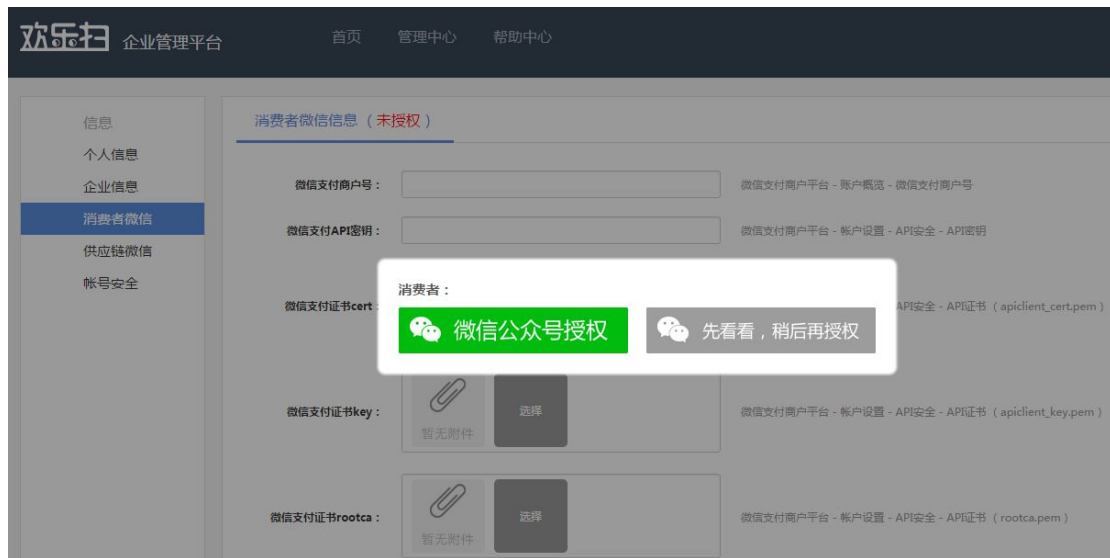 欢乐扫 企业管理平台 首页 管理中心 帮助中心
信息
个人信息
企业信息
消费者微信
供应链微信
帐号安全
消费者微信信息（未授权）
微信支付商户号： 微信支付商户平台 - 账户概览 - 微信支付商户号
微信支付API密钥： 微信支付商户平台 - 帐户设置 - API安全 - API密钥
消费者：
微信公众号授权 先看看，稍后再授权
微信支付证书cert： API安全 - API证书（apiclient_cert.pem）
微信支付证书key： 暂无附件 选择 微信支付商户平台 - 帐户设置 - API安全 - API证书（apiclient_key.pem）
微信支付证书rootca： 暂无附件 选择 微信支付商户平台 - 帐户设置 - API安全 - API证书（rootca.pem）